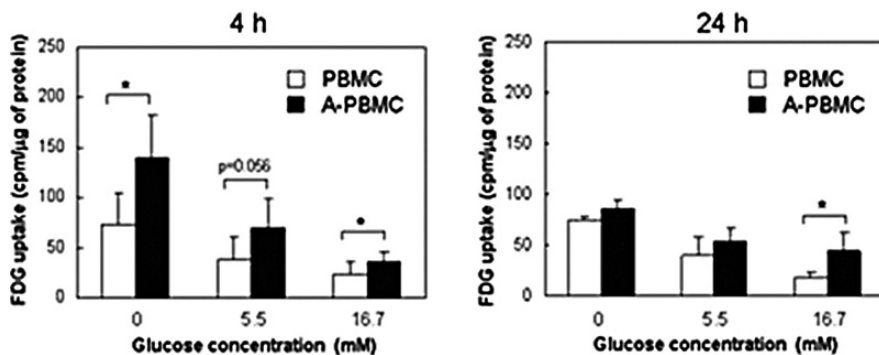 4 h
FDG uptake (cpm/µg of protein)
250
200
150
100
50
0
PBMC
A-PBMC
*
p=0.056
*
0
5.5
16.7
Glucose concentration (mM)
24 h
FDG uptake (cpm/µg of protein)
250
200
150
100
50
0
PBMC
A-PBMC
*
0
5.5
16.7
Glucose concentration (mM)